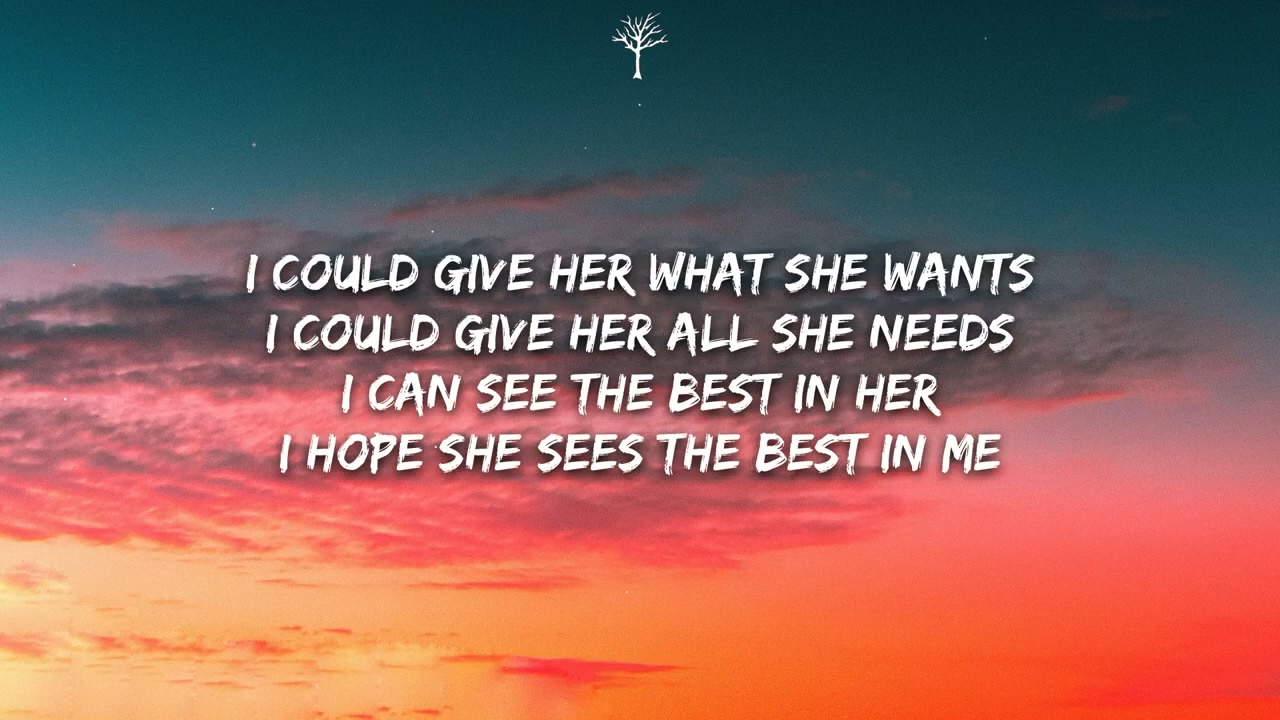 I COULD GIVE HER WHAT SHE WANTS
I COULD GIVE HER ALL SHE NEEDS
I CAN SEE THE BEST IN HER
I HOPE SHE SEES THE BEST IN ME